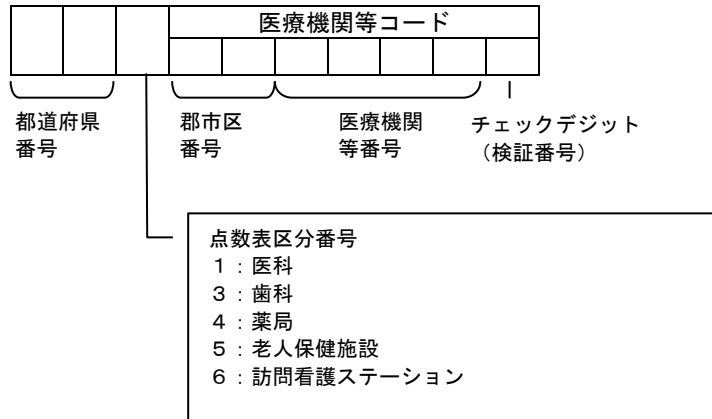 医療機関等コード
都道府県
番号
郡市区
番号
医療機関
等番号
チェックデジット
（検証番号）
点数表区分番号
１：医科
３：歯科
４：薬局
５：老人保健施設
６：訪問看護ステーション